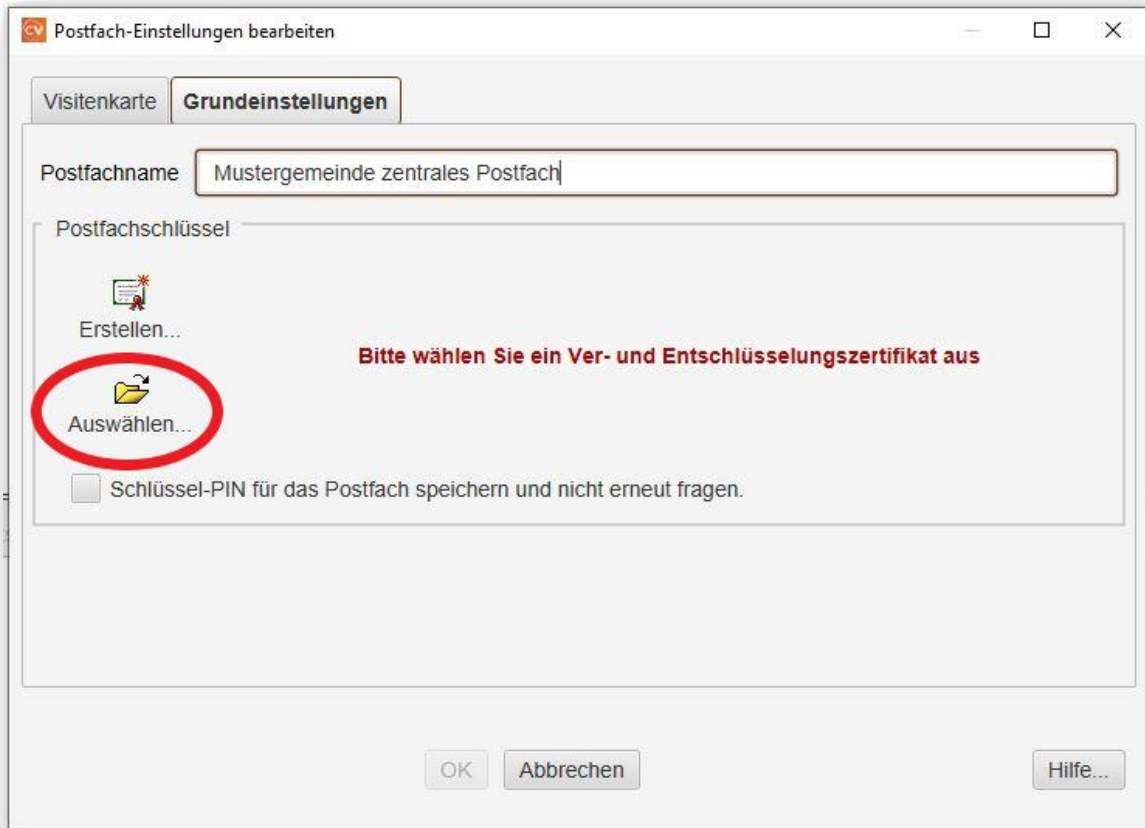 CV Postfach-Einstellungen bearbeiten
Visitenkarte Grundeinstellungen
Postfachname Mustergemeinde zentrales Postfach
Postfachschlüssel
Erstellen...
Bitte wählen Sie ein Ver- und Entschlüsselungszertifikat aus
Auswählen...
Schlüssel-PIN für das Postfach speichern und nicht erneut fragen.
OK Abbrechen Hilfe...